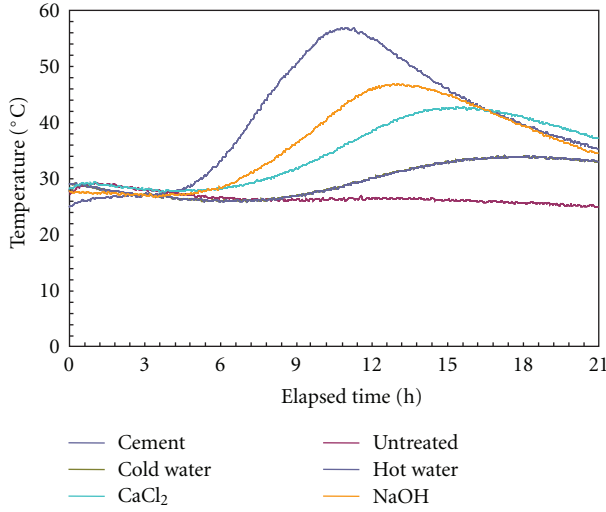 60
50
40
30
20
10
0
Temperature (°C)
0 3 6 9 12 15 18 21
Elapsed time (h)
Cement Untreated
Cold water Hot water
CaCl₂ NaOH